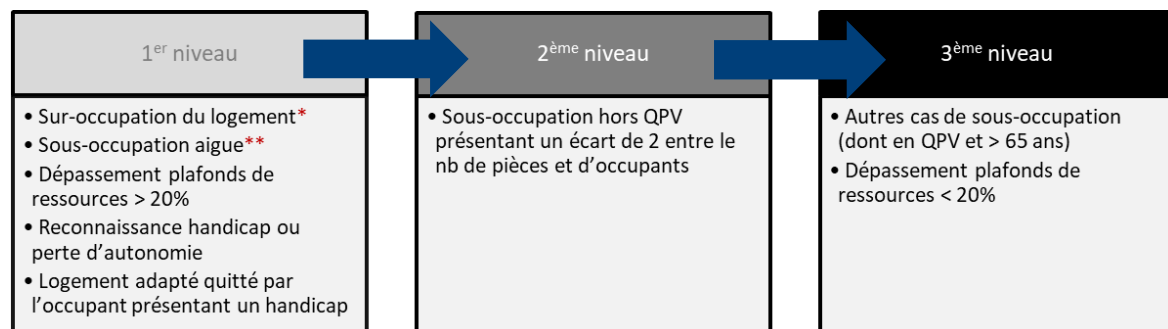 1er niveau
• Sur-occupation du logement*
• Sous-occupation aigue**
• Dépassement plafonds de
ressources > 20%
• Reconnaissance handicap ou
perte d’autonomie
• Logement adapté quitté par
l’occupant présentant un handicap
2ème niveau
• Sous-occupation hors QPV
présentant un écart de 2 entre le
nb de pièces et d’occupants
3ème niveau
• Autres cas de sous-occupation
(dont en QPV et > 65 ans)
• Dépassement plafonds de
ressources < 20%